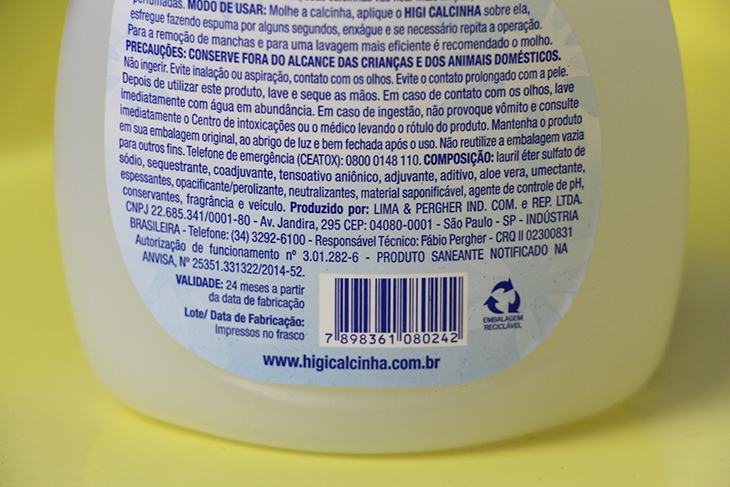 perfumadas. MODO DE USAR: Molhe a calcinha, aplique o HIGI CALCINHA sobre ela,
esfregue fazendo espuma por alguns segundos, enxágue e se necessário repita a operação.
Para a remoção de manchas e para uma lavagem mais eficiente é recomendado o molho.
PRECAUÇÕES: CONSERVE FORA DO ALCANCE DAS CRIANÇAS E DOS ANIMAIS DOMÉSTICOS.
Não ingerir. Evite inalação ou aspiração, contato com os olhos. Evite o contato prolongado com a pele.
Depois de utilizar este produto, lave e seque as mãos. Em caso de contato com os olhos, lave
imediatamente com água em abundância. Em caso de ingestão, não provoque vômito e consulte
imediatamente o Centro de intoxicações ou o médico levando o rótulo do produto. Mantenha o produto
em sua embalagem original, ao abrigo de luz e bem fechada após o uso. Não reutilize a embalagem vazia
para outros fins. Telefone de emergência (CEATOX): 0800 0148 110. COMPOSIÇÃO: lauril éter sulfato de
sódio, sequestrante, coadjuvante, tensoativo aniônico, adjuvante, aditivo, aloe vera, umectante,
espessantes, opacificante/perolizante, neutralizantes, material saponificável, agente de controle de pH,
conservantes, fragrância e veículo. Produzido por: LIMA & PERGHER IND. COM. e REP. LTDA.
CNPJ 22.685.341/0001-80 - Av. Jandira, 295 CEP: 04080-0001 - São Paulo - SP - INDÚSTRIA
BRASILEIRA - Telefone: (34) 3292-6100 - Responsável Técnico: Pábio Pergher - CRQ II 02300831
Autorização de funcionamento nº 3.01.282-6 - PRODUTO SANEANTE NOTIFICADO NA
ANVISA, Nº 25351.331322/2014-52.
VALIDADE: 24 meses a partir
da data de fabricação
Lote/ Data de Fabricação:
Impressos no frasco
7 898361 080242
EMBALAGEM
RECICLÁVEL
www.higicalcinha.com.br